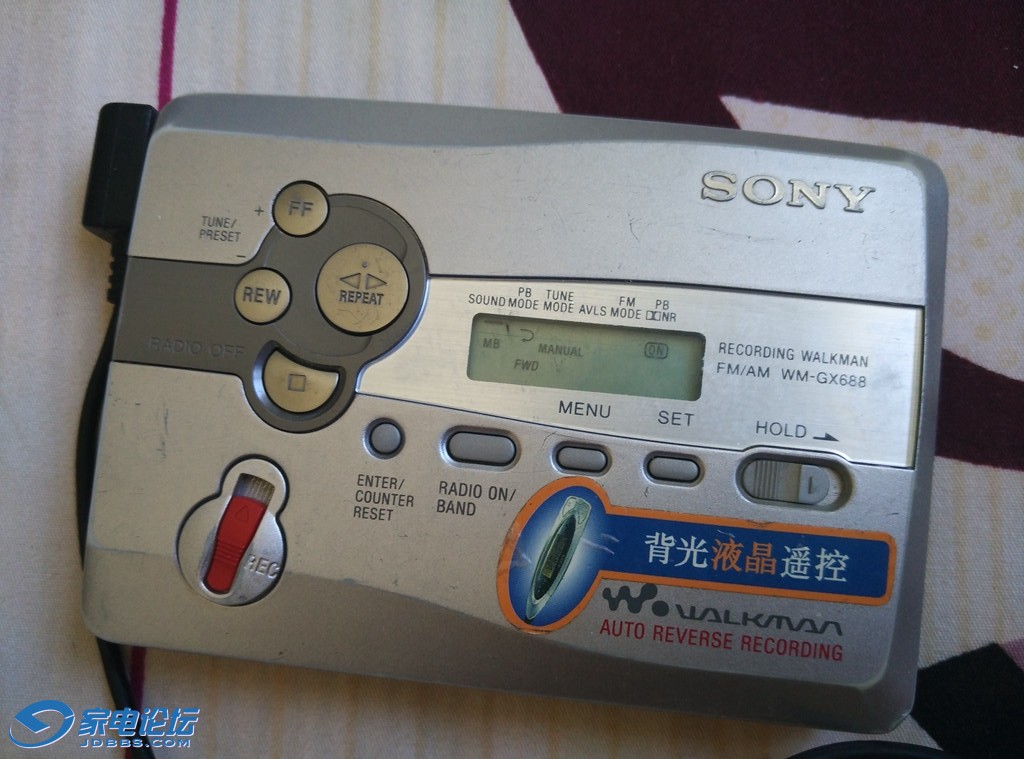 SONY
+ FF
TUNE/
PRESET
-
REW
REPEAT
RADIO OFF
PB TUNE FM PB
SOUND MODE MODE AVLS MODE NR
MB MANUAL ON
FWD
RECORDING WALKMAN
FM/AM WM-GX688
MENU SET
HOLD
ENTER/
COUNTER
RESET
RADIO ON/
BAND
REC
背光液晶遥控
WALKMAN
AUTO REVERSE RECORDING
家电论坛
JDBBS.COM